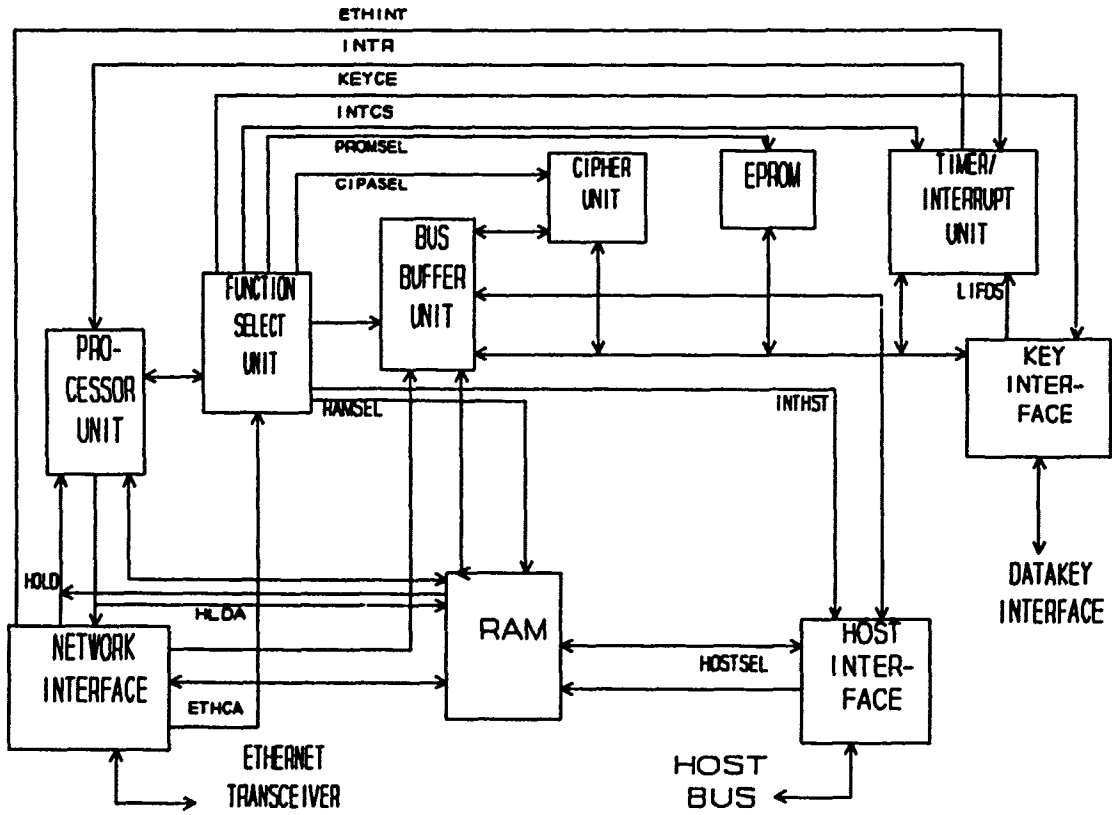 ETHINT
INTR
KEYCE
INTCS
PROMSEL
CIPASEL
CIPHER
UNIT
EPROM
TIMER/
INTERRUPT
UNIT
BUS
BUFFER
UNIT
FUNCTION
SELECT
UNIT
LIFDS
PRO-
CESSOR
UNIT
KEY
INTER-
FACE
RAMSEL
INTHST
HOLD
HLDA
DATAKEY
INTERFACE
NETWORK
INTERFACE
RAM
HOST
INTER-
FACE
HOSTSEL
ETHCA
ETHERNET
TRANSCEIVER
HOST
BUS